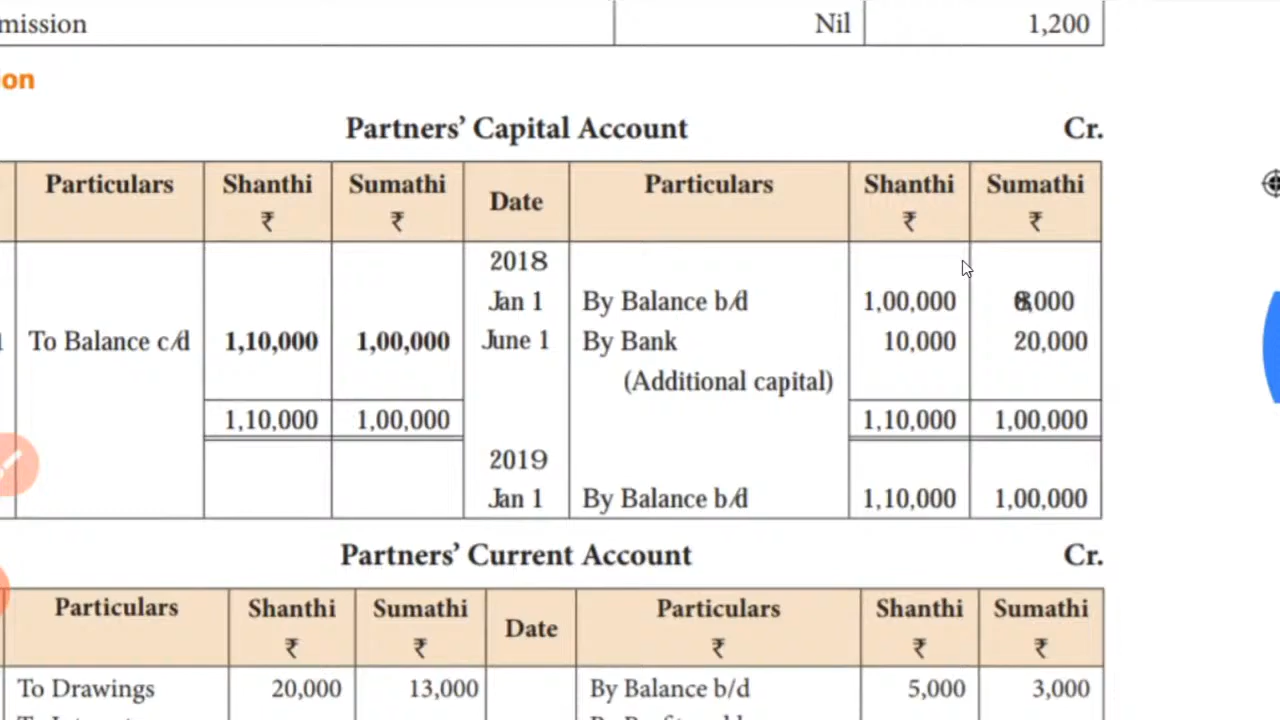 mission Nil 1,200
ion
Partners' Capital Account Cr.
Particulars Shanthi ₹ Sumathi ₹ Date Particulars Shanthi ₹ Sumathi ₹
2018
Jan 1 By Balance b/d 1,00,000
To Balance c/d 1,10,000 1,00,000 June 1 By Bank 10,000 20,000
(Additional capital)
1,10,000 1,00,000 1,10,000 1,00,000
2019
Jan 1 By Balance b/d 1,10,000 1,00,000
Partners' Current Account Cr.
Particulars Shanthi ₹ Sumathi ₹ Date Particulars ₹ Shanthi ₹ Sumathi ₹
To Drawings 20,000 13,000 By Balance b/d 5,000 3,000